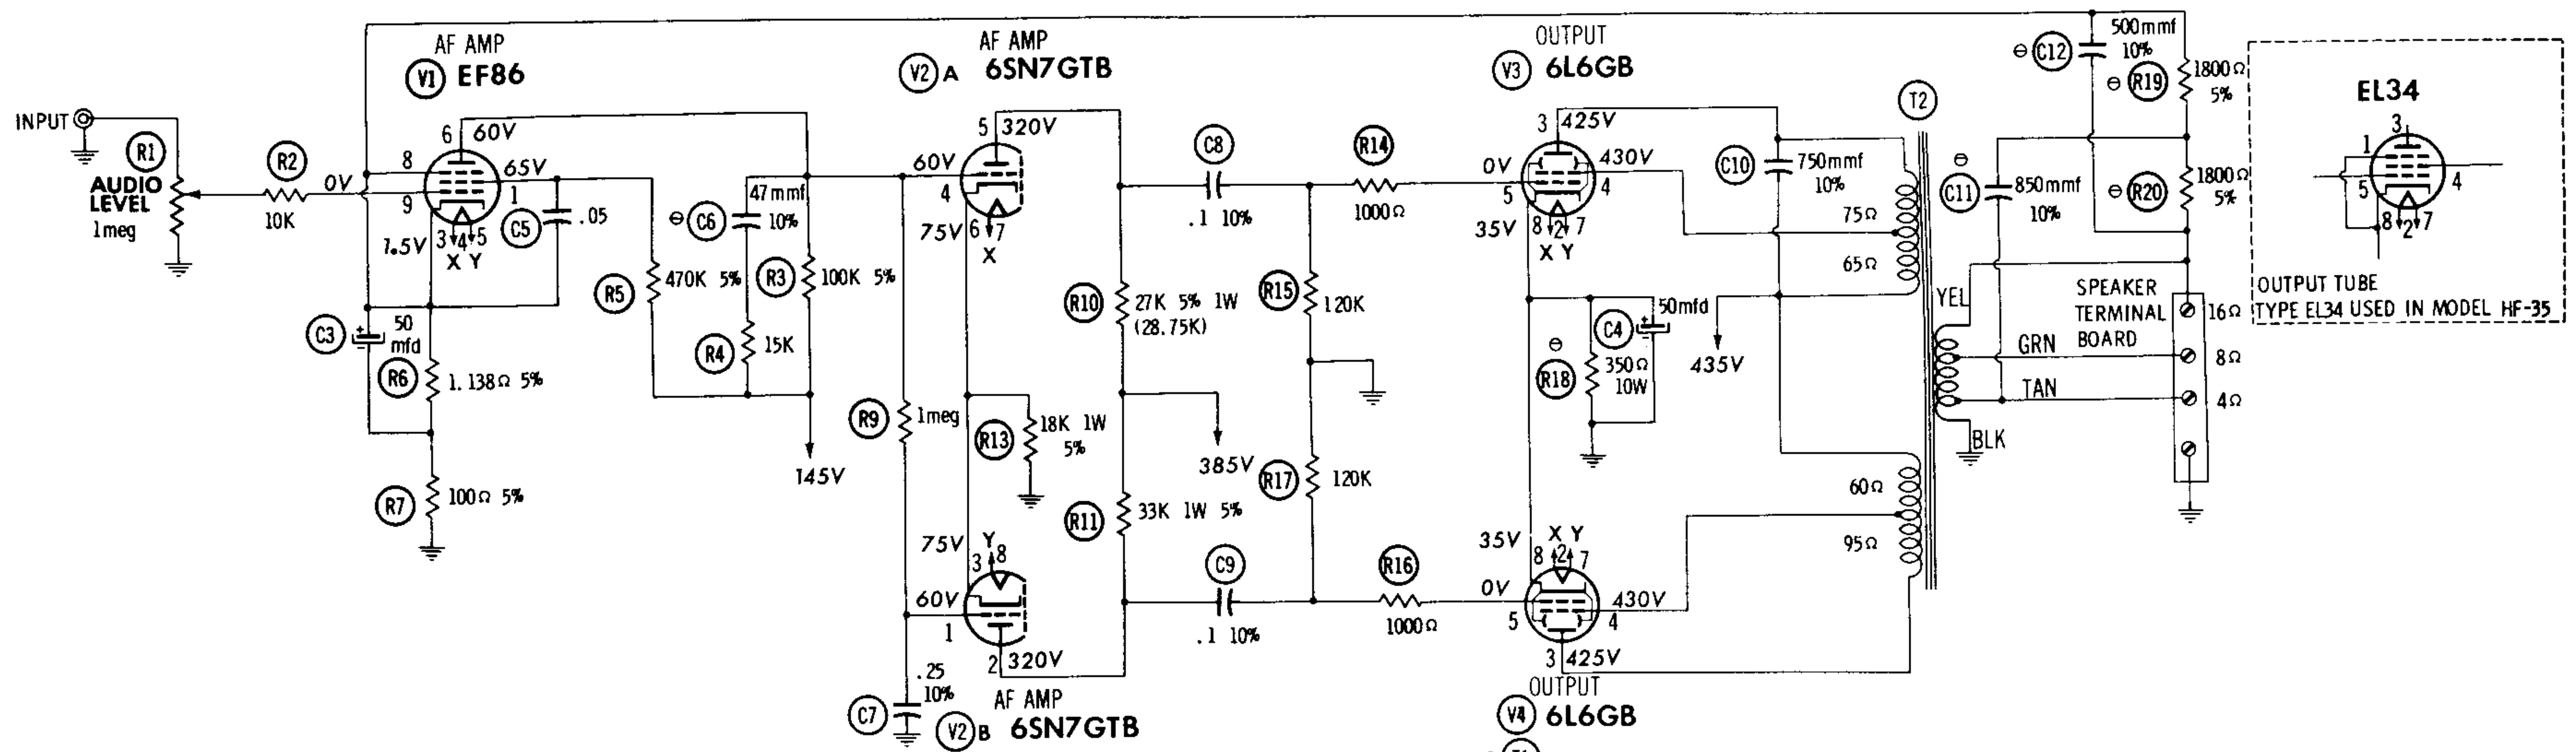 INPUT
R1
AUDIO
LEVEL
1meg
R2
10K
0V
AF AMP
V1 EF86
6 60V
8
9
65V
1
1.5V
3 4 5
X Y
C5 .05
C3
50
mfd
R6
1.138Ω 5%
R7
100Ω 5%
R5
470K 5%
⊖ C6
47mmf
10%
R4
15K
R3
100K 5%
145V
AF AMP
V2 A 6SN7GTB
5 320V
60V
4
75V 6 7
X
R9
1meg
R13
18K 1W
5%
75V
Y
3 8
60V
1
2 320V
.25
10%
C7
AF AMP
V2 B 6SN7GTB
R10
27K 5% 1W
(28.75K)
385V
R11
33K 1W 5%
C8
.1 10%
R14
1000Ω
R15
120K
R17
120K
C9
.1 10%
R16
1000Ω
OUTPUT
V3 6L6GB
3 425V
0V
5
430V
4
35V
8 2 7
X Y
⊖
R18
350Ω
10W
C4
50mfd
435V
35V
X Y
8 2 7
0V
5
430V
4
3 425V
OUTPUT
V4 6L6GB
C10
750mmf
10%
T2
75Ω
65Ω
60Ω
95Ω
⊖ C12
500mmf
10%
⊖ R19
1800Ω
5%
⊖
C11
850mmf
10%
⊖ R20
1800Ω
5%
YEL
GRN
TAN
BLK
SPEAKER
TERMINAL
BOARD
16Ω
8Ω
4Ω
EL34
3
1
5
4
8 2 7
OUTPUT TUBE
TYPE EL34 USED IN MODEL HF-35